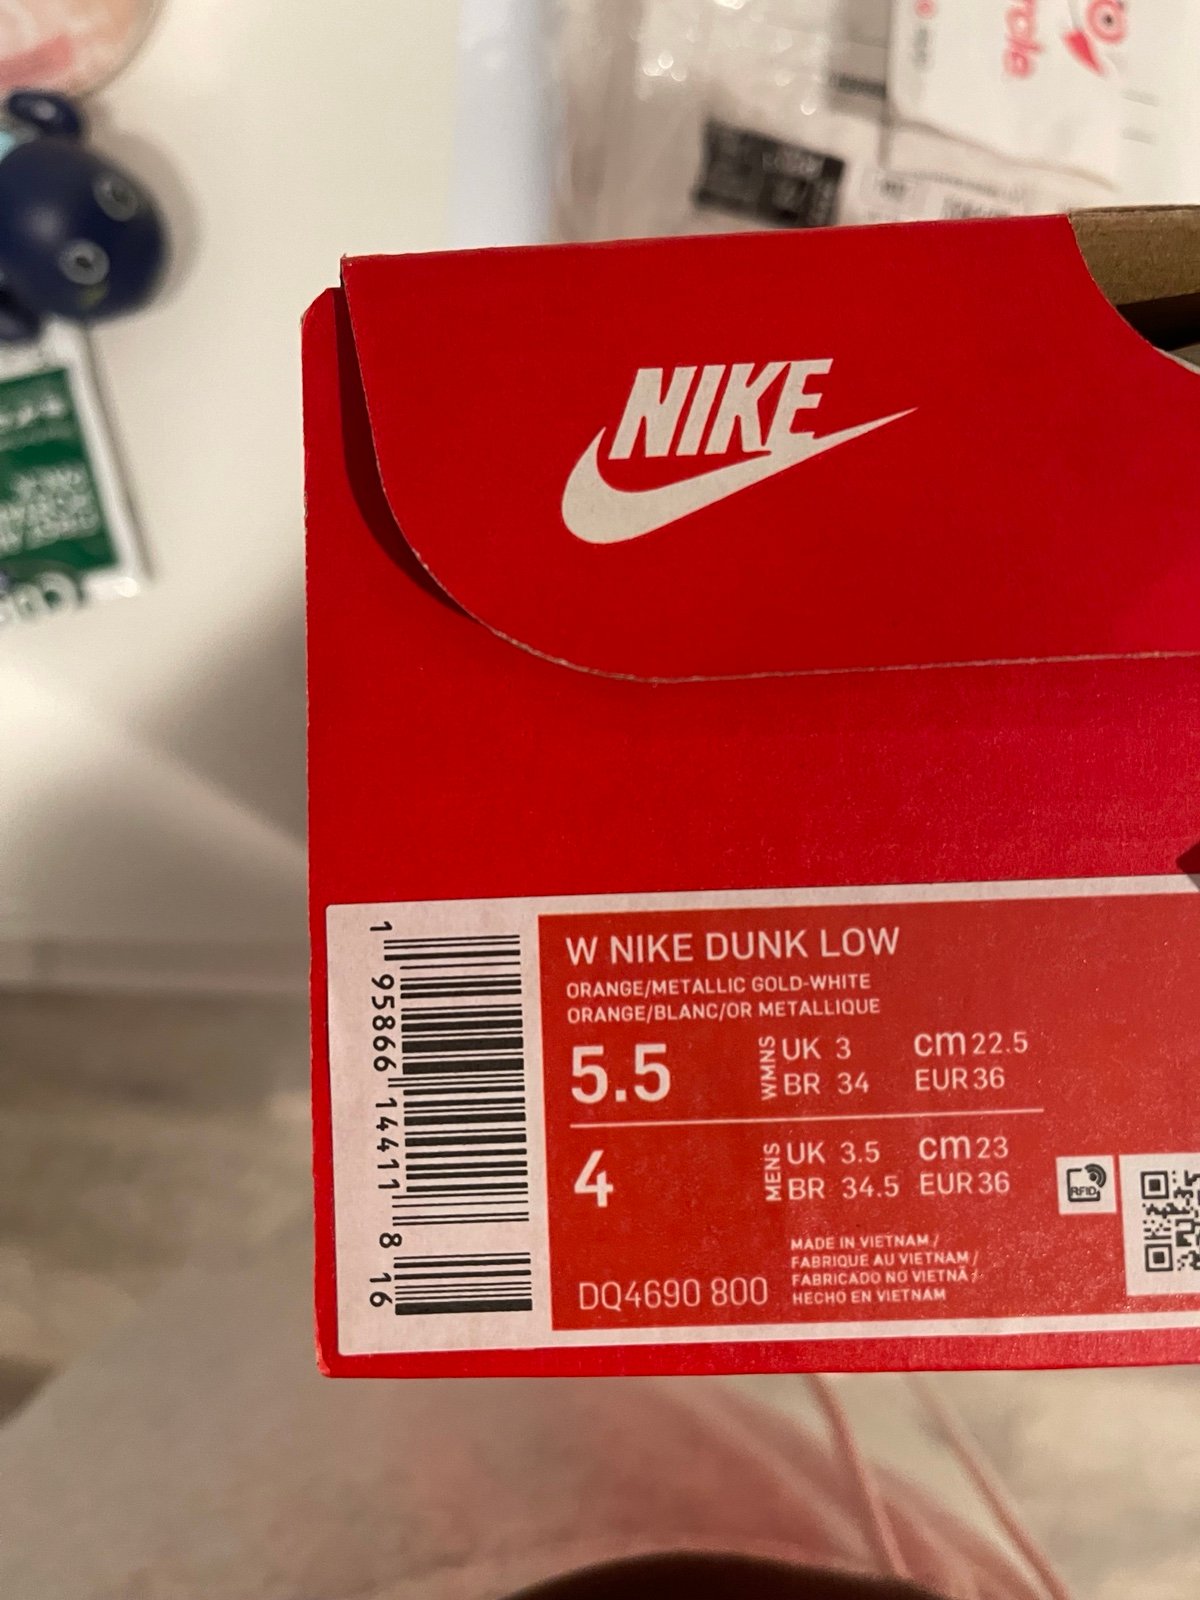 NIKE
W NIKE DUNK LOW
ORANGE/METALLIC GOLD-WHITE
ORANGE/BLANC/OR METALLIQUE
5.5
WMNS
UK 3 cm 22.5
BR 34 EUR 36
4
MENS
UK 3.5 cm 23
BR 34.5 EUR 36
RFID
MADE IN VIETNAM /
FABRIQUE AU VIETNAM /
FABRICADO NO VIETNÃ /
HECHO EN VIETNAM
DQ4690 800
1 95866 14411 8 16